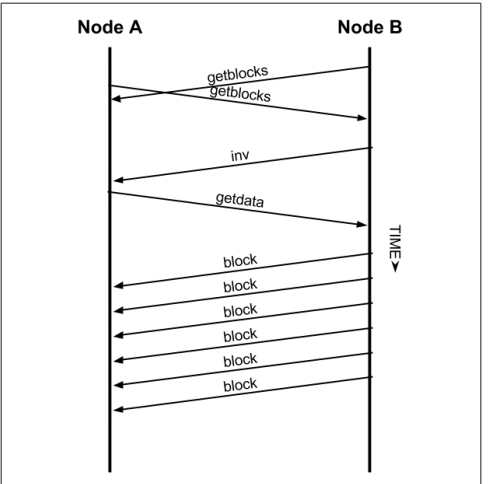 Node A
Node B
getblocks
getblocks
inv
getdata
TIME
block
block
block
block
block
block